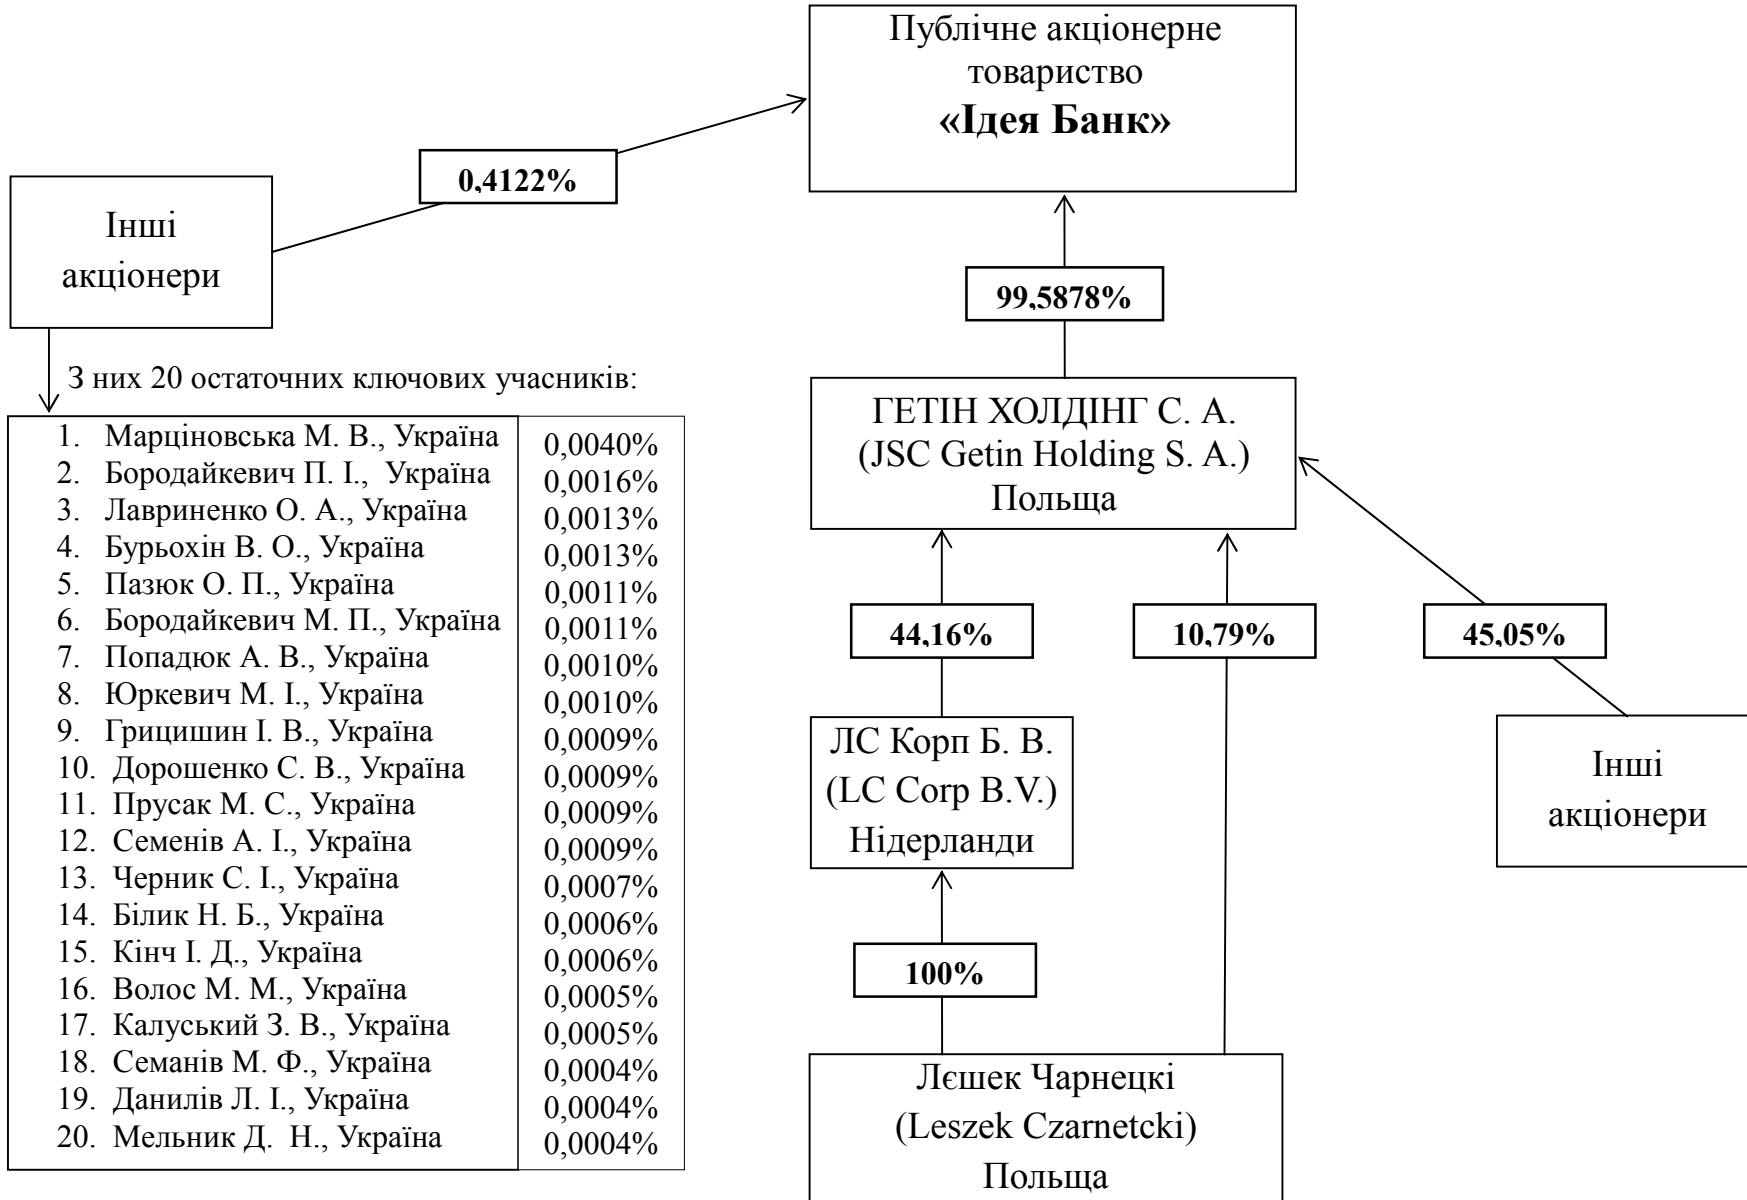 Публічне акціонерне
товариство
«Ідея Банк»
0,4122%
Інші
акціонери
99,5878%
З них 20 остаточних ключових учасників:
1. Марціновська М. В., Україна 0,0040%
2. Бородайкевич П. І., Україна 0,0016%
3. Лавриненко О. А., Україна 0,0013%
4. Бурьохін В. О., Україна 0,0013%
5. Пазюк О. П., Україна 0,0011%
6. Бородайкевич М. П., Україна 0,0011%
7. Попадюк А. В., Україна 0,0010%
8. Юркевич М. І., Україна 0,0010%
9. Грицишин І. В., Україна 0,0009%
10. Дорошенко С. В., Україна 0,0009%
11. Прусак М. С., Україна 0,0009%
12. Семенів А. І., Україна 0,0009%
13. Черник С. І., Україна 0,0007%
14. Білик Н. Б., Україна 0,0006%
15. Кінч І. Д., Україна 0,0006%
16. Волос М. М., Україна 0,0005%
17. Калуський З. В., Україна 0,0005%
18. Семанів М. Ф., Україна 0,0004%
19. Данилів Л. І., Україна 0,0004%
20. Мельник Д. Н., Україна 0,0004%
ГЕТІН ХОЛДІНГ С. А.
(JSC Getin Holding S. A.)
Польща
44,16%
10,79%
45,05%
ЛС Корп Б. В.
(LC Corp B.V.)
Нідерланди
Інші
акціонери
100%
Лєшек Чарнецкі
(Leszek Czarnetcki)
Польща